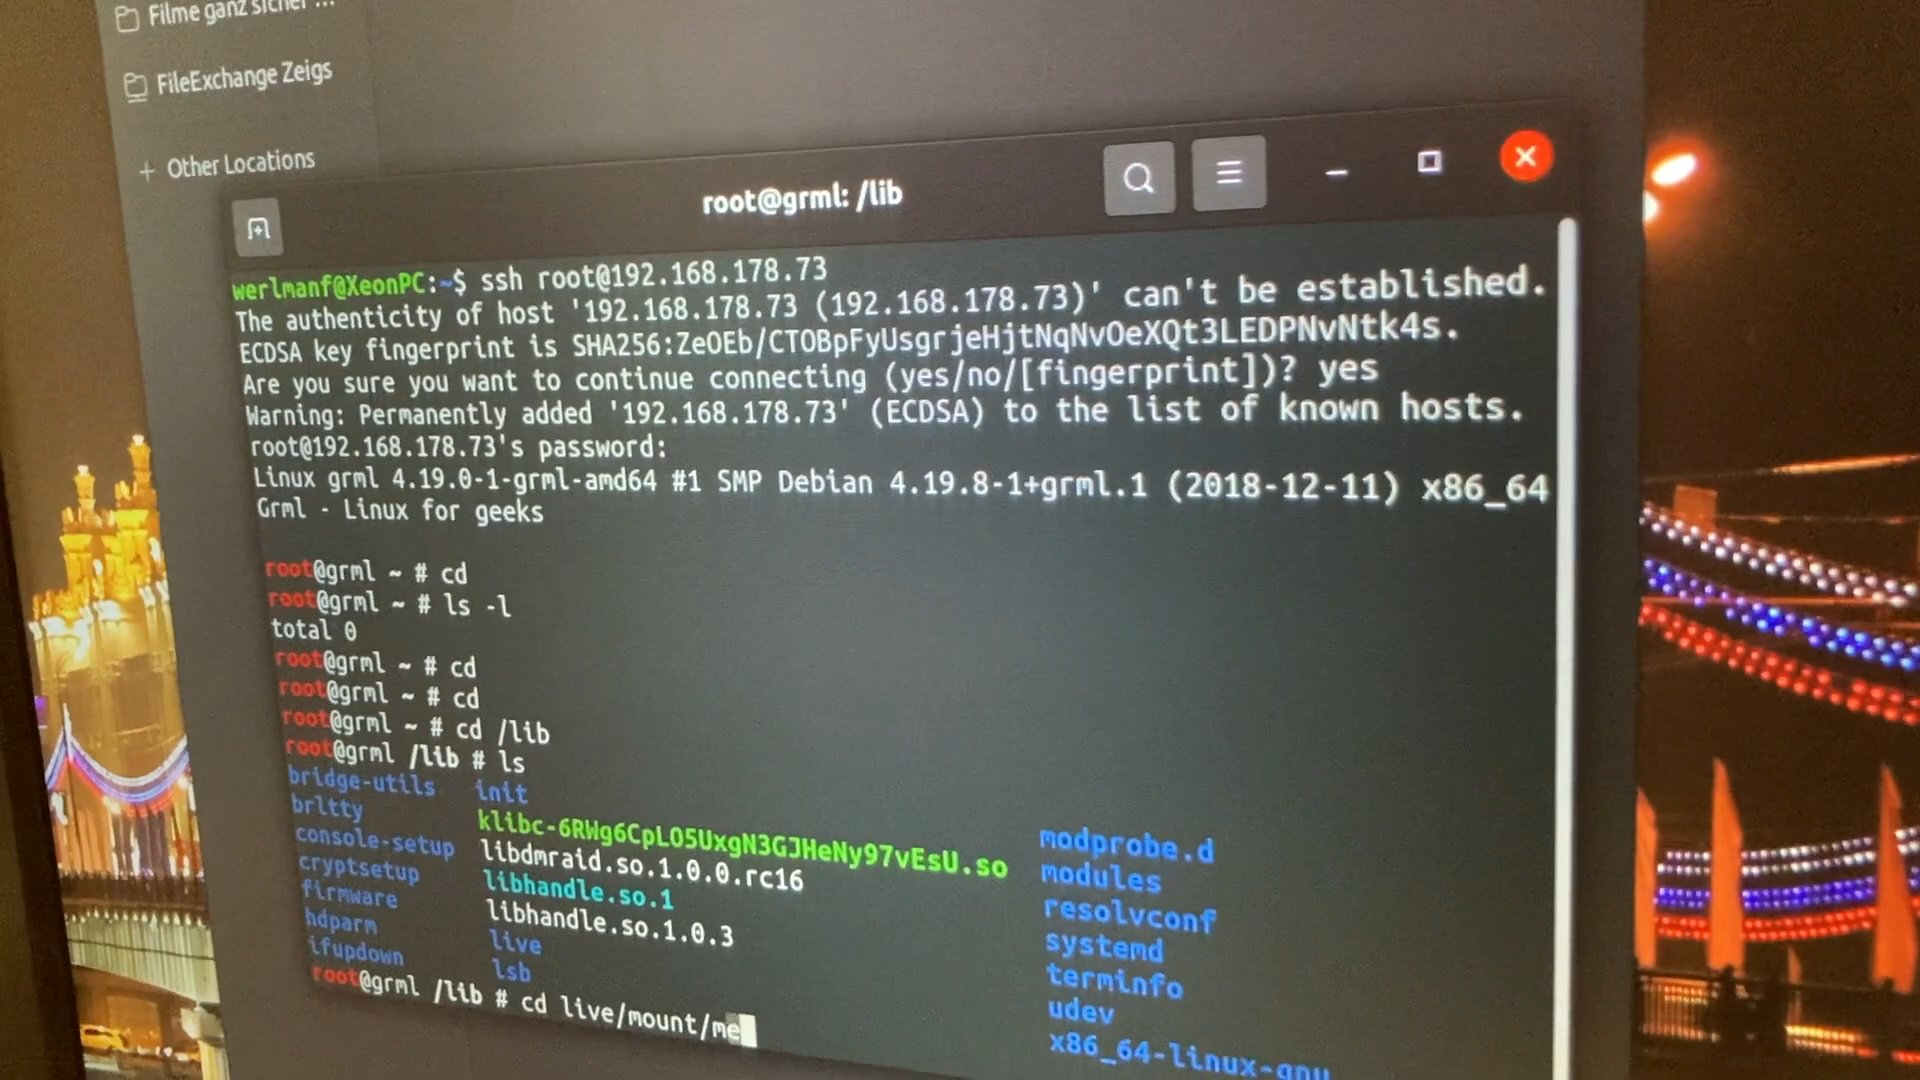 Filme ganz sicher ...
FileExchange Zeigs
+ Other Locations
root@grml: /lib
werlmanf@XeonPC:~$ ssh root@192.168.178.73
The authenticity of host '192.168.178.73 (192.168.178.73)' can't be established.
ECDSA key fingerprint is SHA256:ZeOEb/CTOBpFyUsgrjeHjtNqNvOeXQt3LEDPNvNtk4s.
Are you sure you want to continue connecting (yes/no/[fingerprint])? yes
Warning: Permanently added '192.168.178.73' (ECDSA) to the list of known hosts.
root@192.168.178.73's password:
Linux grml 4.19.0-1-grml-amd64 #1 SMP Debian 4.19.8-1+grml.1 (2018-12-11) x86_64
Grml - Linux for geeks
root@grml ~ # cd
root@grml ~ # ls -l
total 0
root@grml ~ # cd
root@grml ~ # cd
root@grml ~ # cd /lib
root@grml /lib # ls
bridge-utils init modprobe.d
brltty klibc-6RWg6CpLO5UxgN3GJHeNy97vEsU.so modules
console-setup libdmraid.so.1.0.0.rc16 resolvconf
cryptsetup libhandle.so.1 systemd
firmware libhandle.so.1.0.3 terminfo
hdparm live udev
ifupdown lsb x86_64-linux-gnu
root@grml /lib # cd live/mount/me